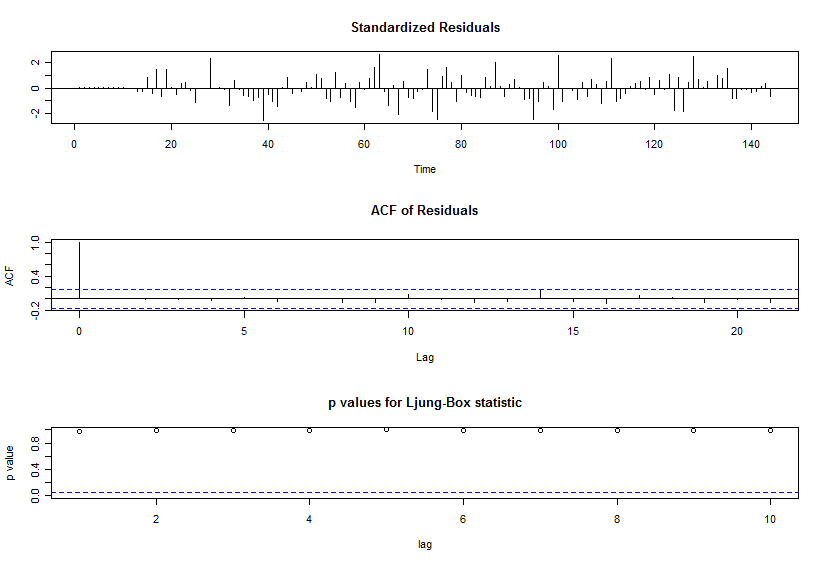 Standardized Residuals
2
0
-2
0 20 40 60 80 100 120 140
Time
ACF of Residuals
ACF
1.0
0.4
-0.2
0 5 10 15 20
Lag
p values for Ljung-Box statistic
p value
0.8
0.4
0.0
2 4 6 8 10
lag